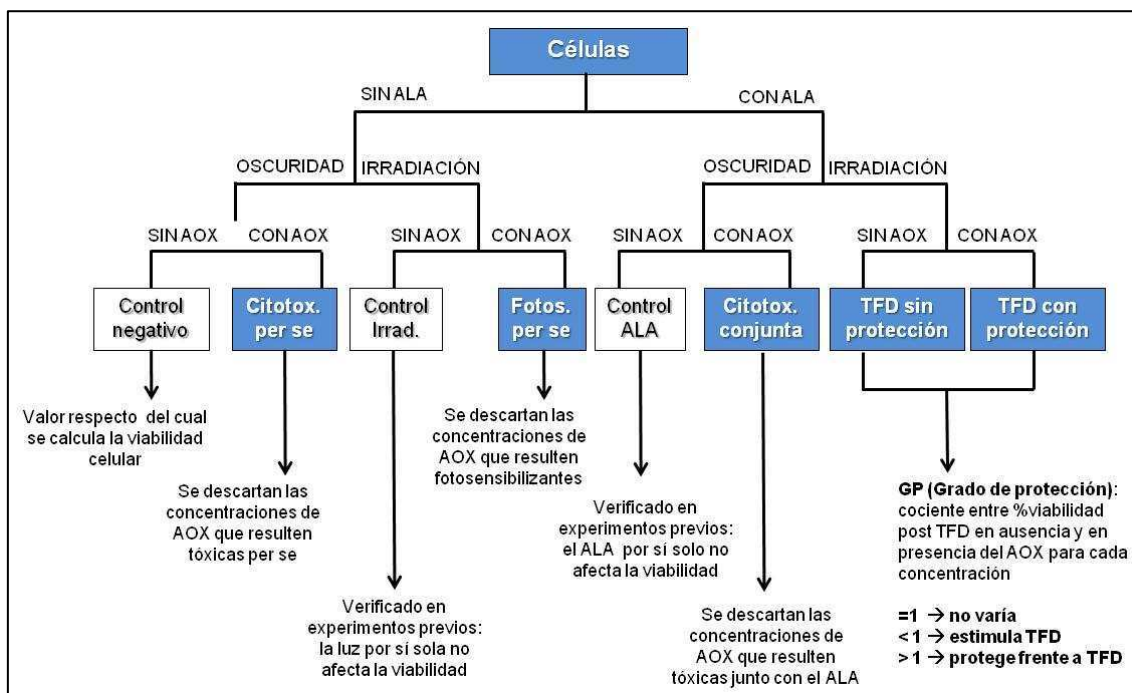 Células
SIN ALA
CON ALA
OSCURIDAD
IRRADIACIÓN
OSCURIDAD
IRRADIACIÓN
SIN AOX
CON AOX
SIN AOX
CON AOX
SIN AOX
CON AOX
SIN AOX
CON AOX
Control
negativo
Citotox.
per se
Control
Irrad.
Fotos.
per se
Control
ALA
Citotox.
conjunta
TFD sin
protección
TFD con
protección
Valor respecto del cual
se calcula la viabilidad
celular
Se descartan las
concentraciones de
AOX que resulten
tóxicas per se
Verificado en
experimentos previos:
la luz por sí sola no
afecta la viabilidad
Se descartan las
concentraciones de
AOX que resulten
fotosensibilizantes
Verificado en
experimentos previos:
el ALA por sí solo no
afecta la viabilidad
Se descartan las
concentraciones de
AOX que resulten
tóxicas junto con el ALA
GP (Grado de protección):
cociente entre %viabilidad
post TFD en ausencia y en
presencia del AOX para cada
concentración
=1 → no varía
< 1 → estimula TFD
> 1 → protege frente a TFD